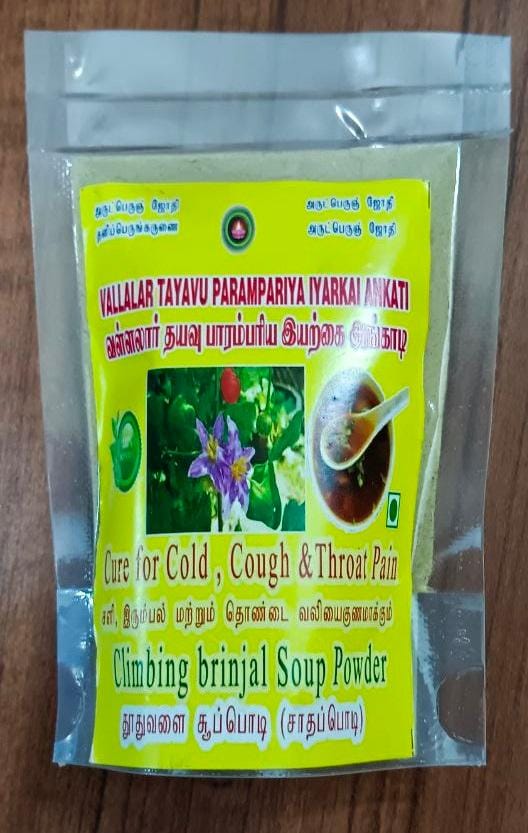 அருட்பெருஞ் ஜோதி
தனிப்பெருங்கருணை
அருட்பெருஞ் ஜோதி
அருட்பெருஞ் ஜோதி
VALLALAR TAYAVU PARAMPARIYA IYARKAI ANKATI
வள்ளலார் தயவு பாரம்பரிய இயற்கை அங்காடி
Cure for Cold , Cough & Throat Pain
சளி, இருமபல் மற்றும் தொண்டை வலியைகுணமாக்கும்
Climbing brinjal Soup Powder
தூதுவளை சூப்பொடி (சாதப்பொடி)